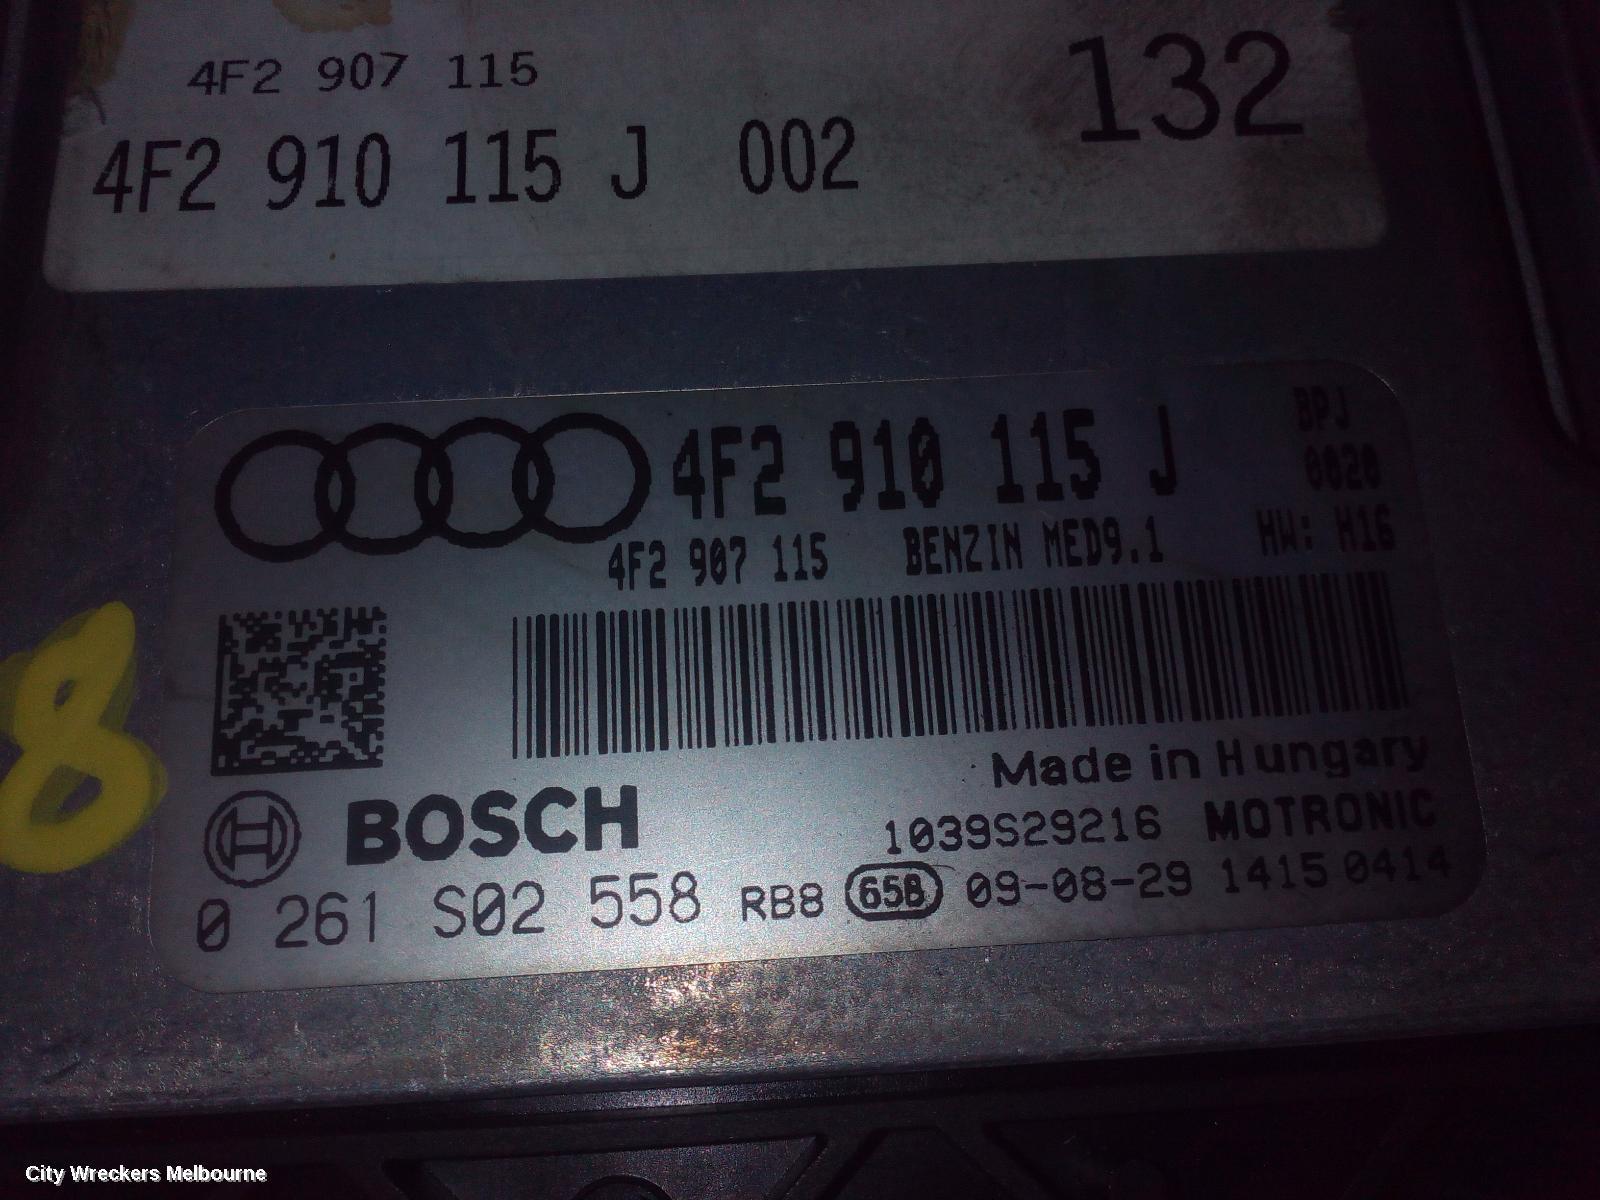 4F2 907 115
132
4F2 910 115 J 002
4F2 910 115 J
BPJ
0020
4F2 907 115 BENZIN MED9.1 HW: H16
8
Made in Hungary
BOSCH
1039S29216 MOTRONIC
0 261 S02 558 RB8 65B 09-08-29 1415 0414
City Wreckers Melbourne